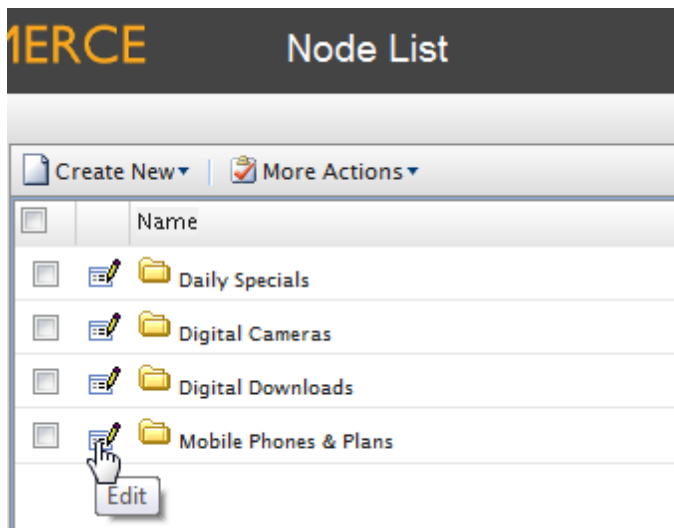 MERCE Node List
Create New More Actions
Name
Daily Specials
Digital Cameras
Digital Downloads
Mobile Phones & Plans
Edit